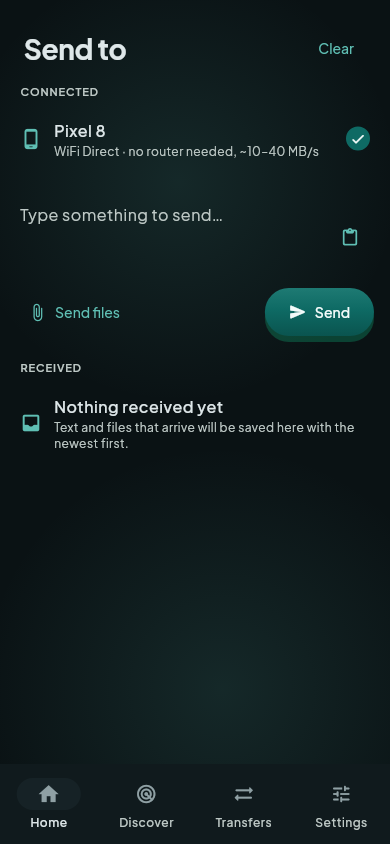 Send to
Clear
CONNECTED
Pixel 8
WiFi Direct · no router needed, ~10–40 MB/s
Type something to send…
Send files
Send
RECEIVED
Nothing received yet
Text and files that arrive will be saved here with the
newest first.
Home
Discover
Transfers
Settings